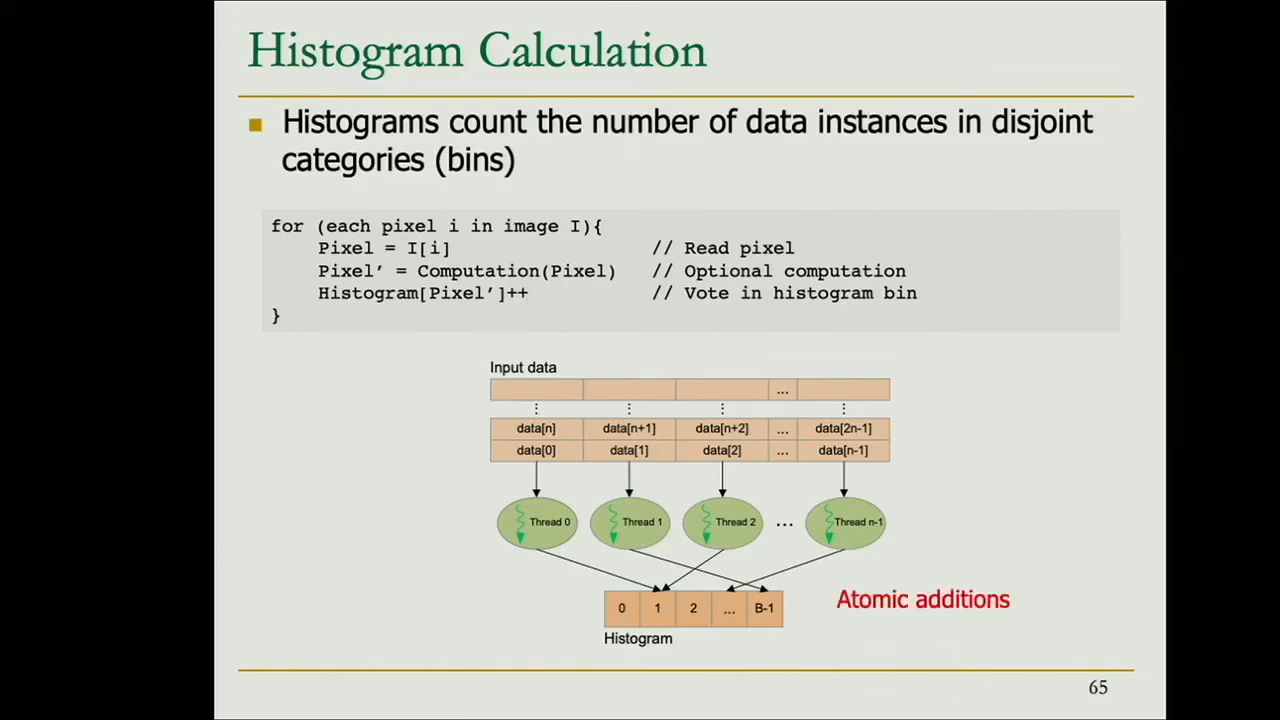 Histogram Calculation
Histograms count the number of data instances in disjoint
categories (bins)
for (each pixel i in image I){
Pixel = I[i] // Read pixel
Pixel’ = Computation(Pixel) // Optional computation
Histogram[Pixel’]++ // Vote in histogram bin
}
Input data
...
data[n] data[n+1] data[n+2] ... data[2n-1]
data[0] data[1] data[2] ... data[n-1]
Thread 0 Thread 1 Thread 2 ... Thread n-1
0 1 2 ... B-1
Atomic additions
Histogram
65